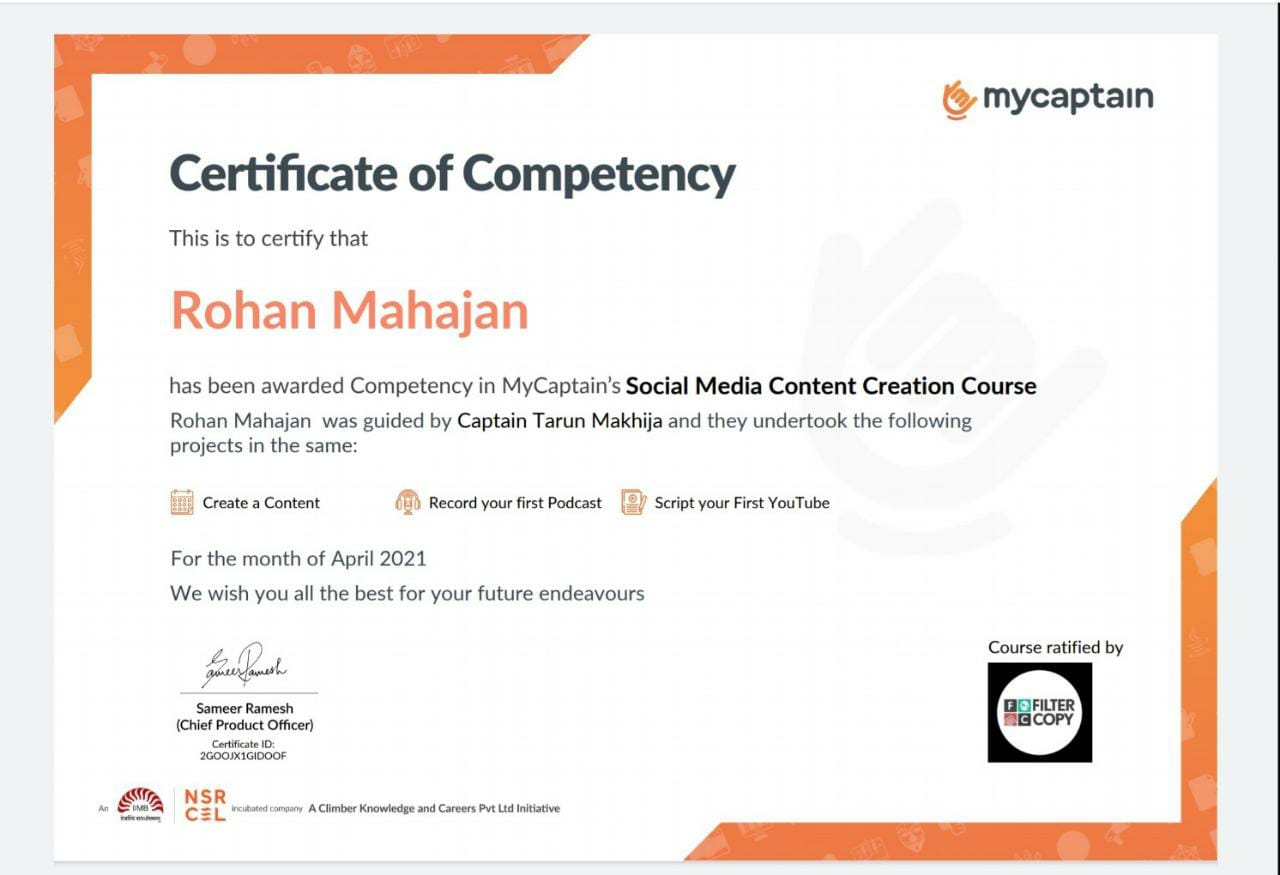 mycaptain
Certificate of Competency
This is to certify that
Rohan Mahajan
has been awarded Competency in MyCaptain's Social Media Content Creation Course
Rohan Mahajan was guided by Captain Tarun Makhija and they undertook the following
projects in the same:
Create a Content
Record your first Podcast
Script your First YouTube
For the month of April 2021
We wish you all the best for your future endeavours
Sameer Ramesh
Sameer Ramesh
(Chief Product Officer)
Certificate ID:
2GOOJX1GIDOOF
Course ratified by
F C FILTER
C COPY
An IIMB NSR
CEL incubated company A Climber Knowledge and Careers Pvt Ltd Initiative